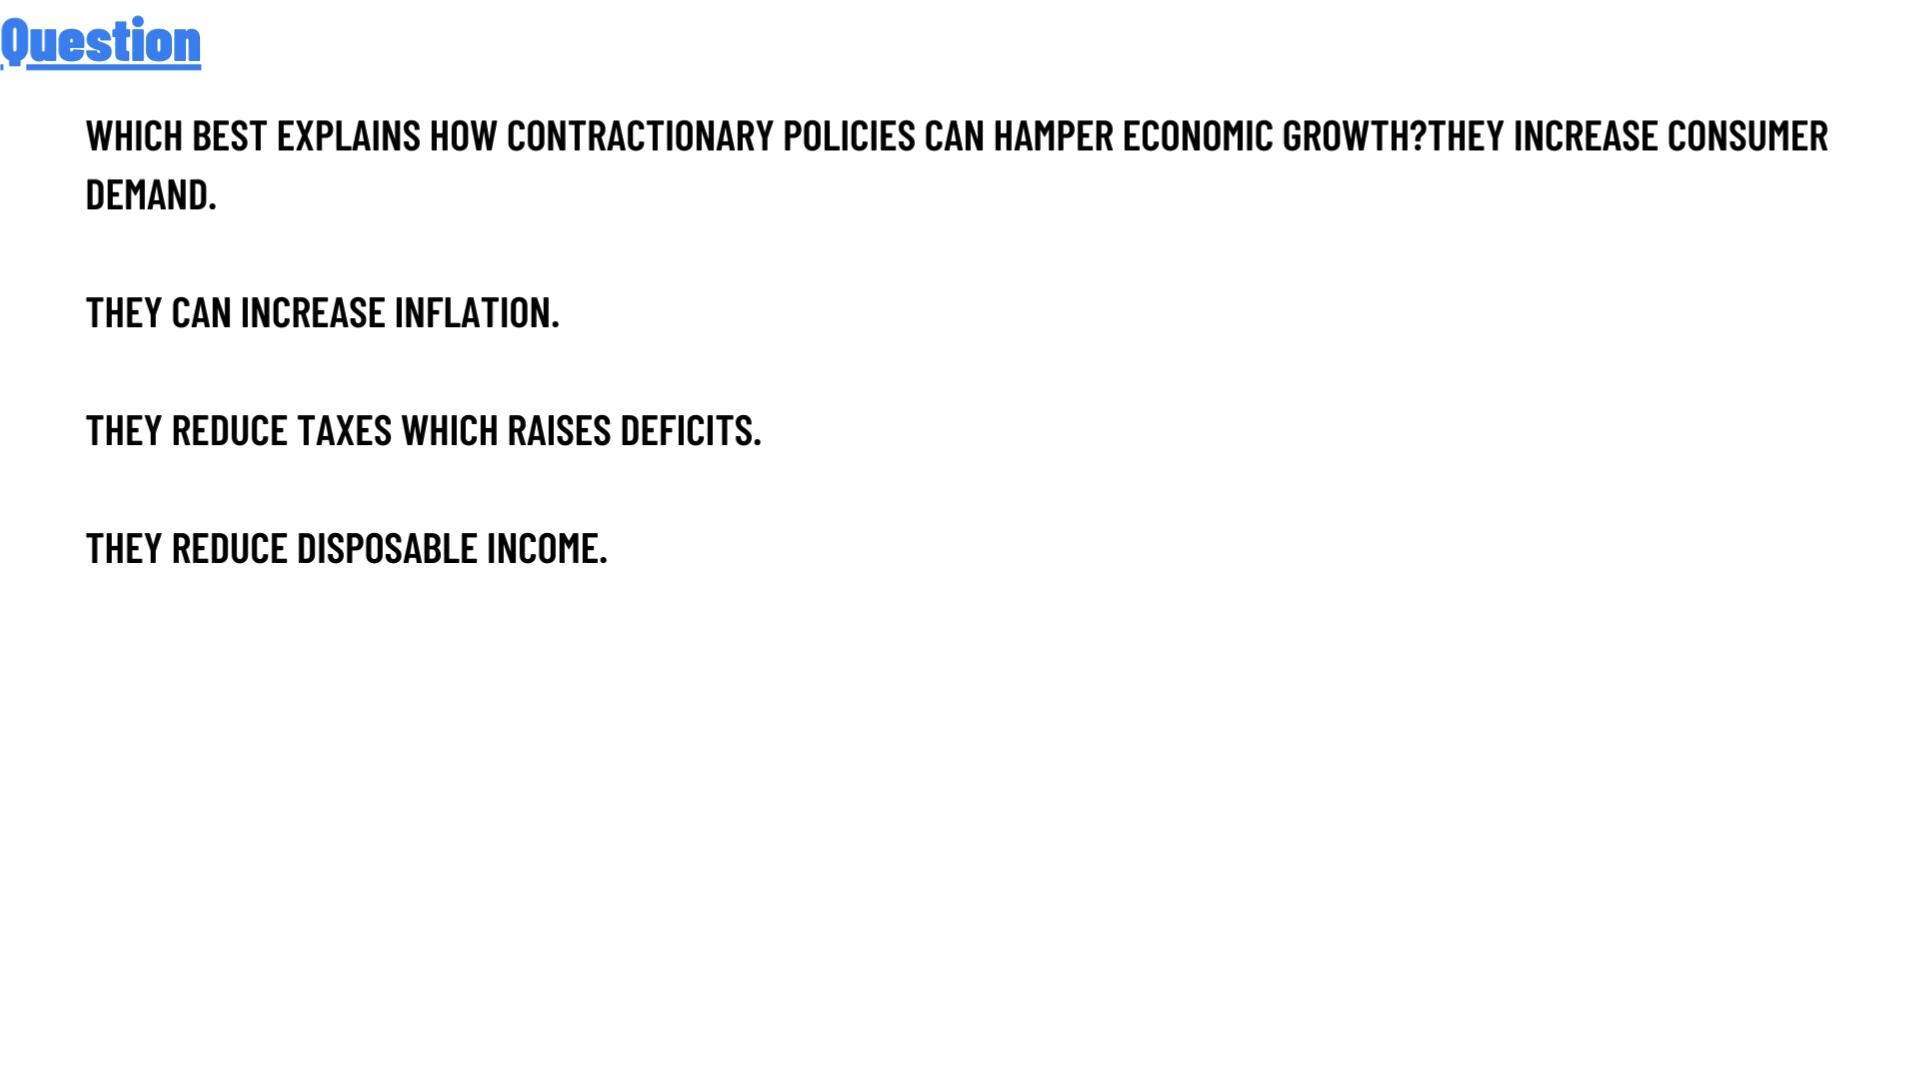 Question
WHICH BEST EXPLAINS HOW CONTRACTIONARY POLICIES CAN HAMPER ECONOMIC GROWTH?THEY INCREASE CONSUMER
DEMAND.
THEY CAN INCREASE INFLATION.
THEY REDUCE TAXES WHICH RAISES DEFICITS.
THEY REDUCE DISPOSABLE INCOME.